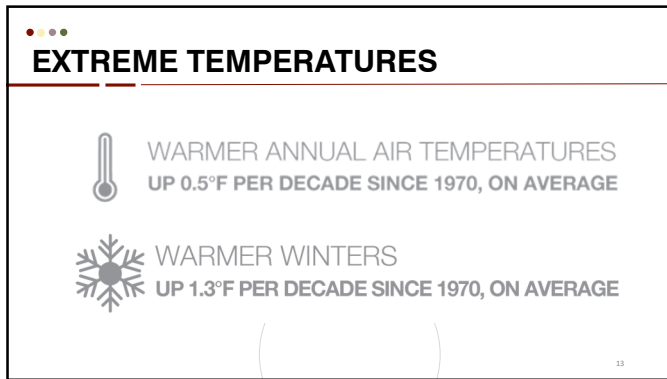 EXTREME TEMPERATURES
WARMER ANNUAL AIR TEMPERATURES
UP 0.5°F PER DECADE SINCE 1970, ON AVERAGE
WARMER WINTERS
UP 1.3°F PER DECADE SINCE 1970, ON AVERAGE
13